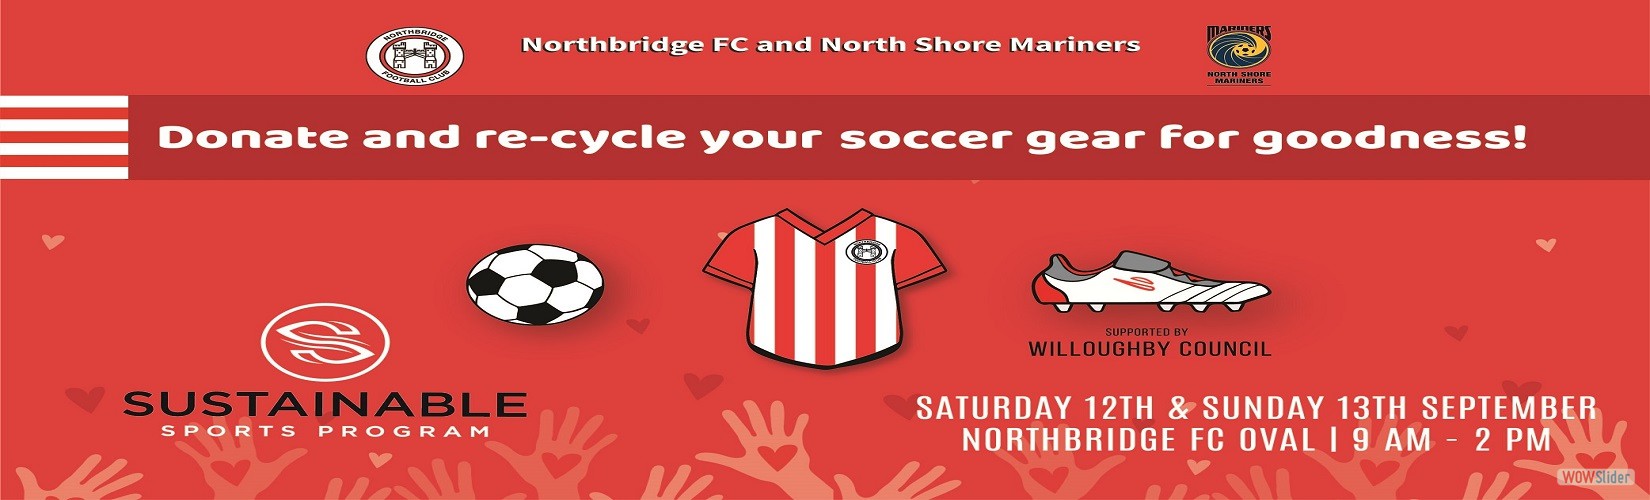 NORTHBRIDGE
FOOTBALL CLUB
Northbridge FC and North Shore Mariners
MARINERS
NORTH SHORE
MARINERS
Donate and re-cycle your soccer gear for goodness!
SUPPORTED BY
WILLOUGHBY COUNCIL
SUSTAINABLE
SPORTS PROGRAM
SATURDAY 12TH & SUNDAY 13TH SEPTEMBER
NORTHBRIDGE FC OVAL | 9 AM - 2 PM
WOWSlider